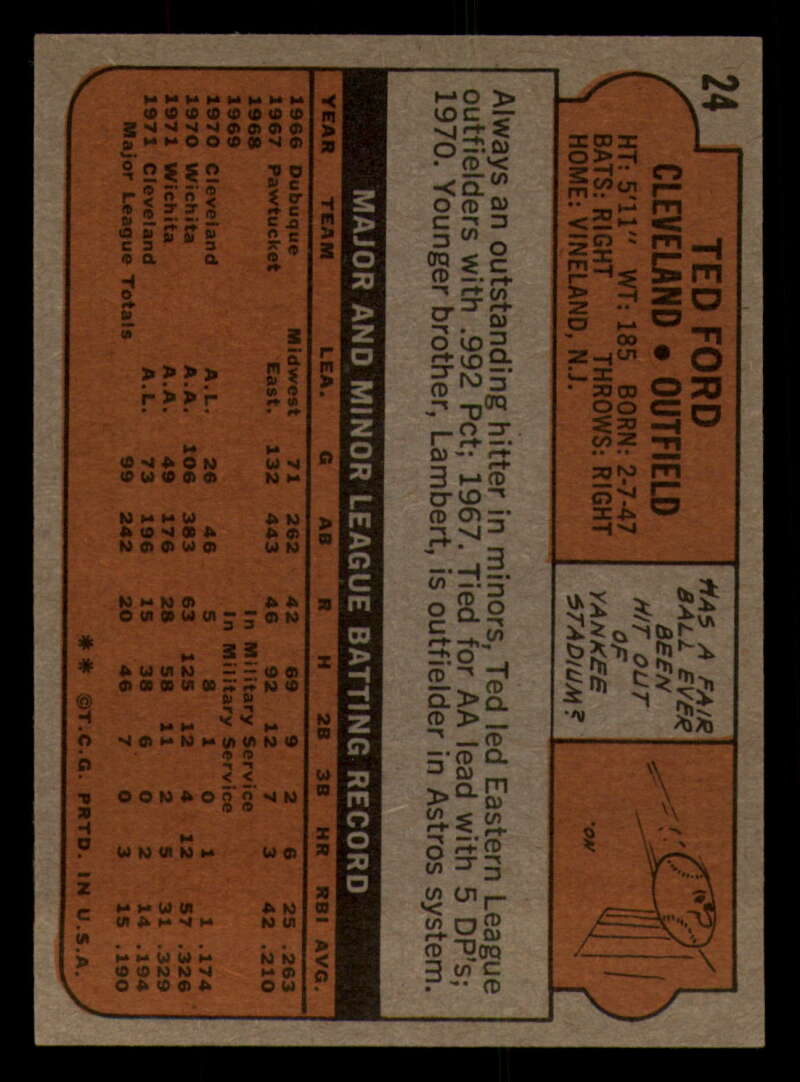 24
TED FORD
CLEVELAND • OUTFIELD
HT: 5'11" WT: 185 BORN: 2-7-47
BATS: RIGHT THROWS: RIGHT
HOME: VINELAND, N.J.
HAS A FAIR
BALL EVER
BEEN
HIT OUT
OF
YANKEE
STADIUM?
NO.
Always an outstanding hitter in minors, Ted led Eastern League
outfielders with .992 Pct; 1967. Tied for AA lead with 5 DP's;
1970. Younger brother, Lambert, is outfielder in Astros system.
MAJOR AND MINOR LEAGUE BATTING RECORD
YEAR TEAM LEA. G AB R H 2B 3B HR RBI AVG.
1966 Dubuque Midwest 71 262 42 69 9 2 6 25 .263
1967 Pawtucket East. 132 443 46 92 12 7 3 42 .210
1968 In Military Service
1969 In Military Service
1970 Cleveland A.L. 26 46 5 8 1 0 1 1 .174
1970 Wichita A.A. 106 383 63 125 12 4 12 57 .326
1971 Wichita A.A. 49 176 28 58 11 2 5 31 .329
1971 Cleveland A.L. 73 196 15 38 6 0 2 14 .194
Major League Totals 99 242 20 46 7 0 3 15 .190
** ©T.C.G. PRTD. IN U.S.A.